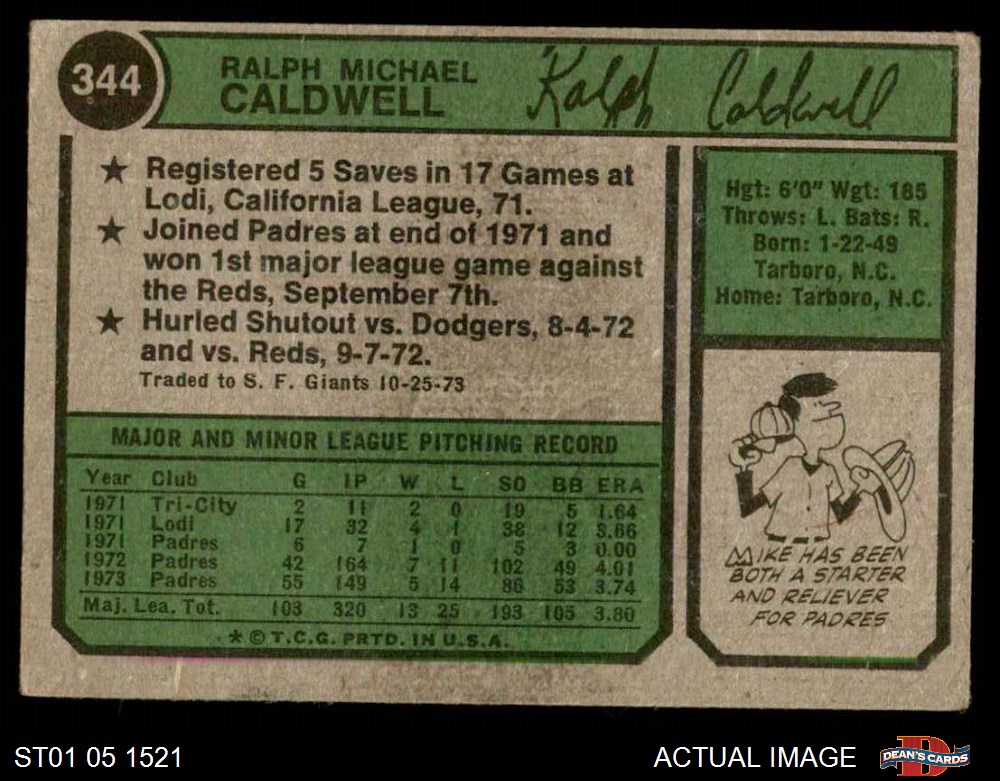 344
RALPH MICHAEL
CALDWELL
Ralph Caldwell
★ Registered 5 Saves in 17 Games at
Lodi, California League, 71.
★ Joined Padres at end of 1971 and
won 1st major league game against
the Reds, September 7th.
★ Hurled Shutout vs. Dodgers, 8-4-72
and vs. Reds, 9-7-72.
Traded to S. F. Giants 10-25-73
Hgt: 6'0" Wgt: 185
Throws: L. Bats: R.
Born: 1-22-49
Tarboro, N.C.
Home: Tarboro, N.C.
MAJOR AND MINOR LEAGUE PITCHING RECORD
Year Club G IP W L SO BB ERA
1971 Tri-City 2 11 2 0 19 5 1.64
1971 Lodi 17 32 4 1 38 12 3.66
1971 Padres 6 7 1 0 5 3 0.00
1972 Padres 42 164 7 11 102 49 4.01
1973 Padres 55 149 5 14 86 53 3.74
Maj. Lea. Tot. 103 320 13 25 193 105 3.80
* © T.C.G. PRTD. IN U.S.A.
MIKE HAS BEEN
BOTH A STARTER
AND RELIEVER
FOR PADRES
ST01 05 1521
ACTUAL IMAGE
DEAN'S CARDS